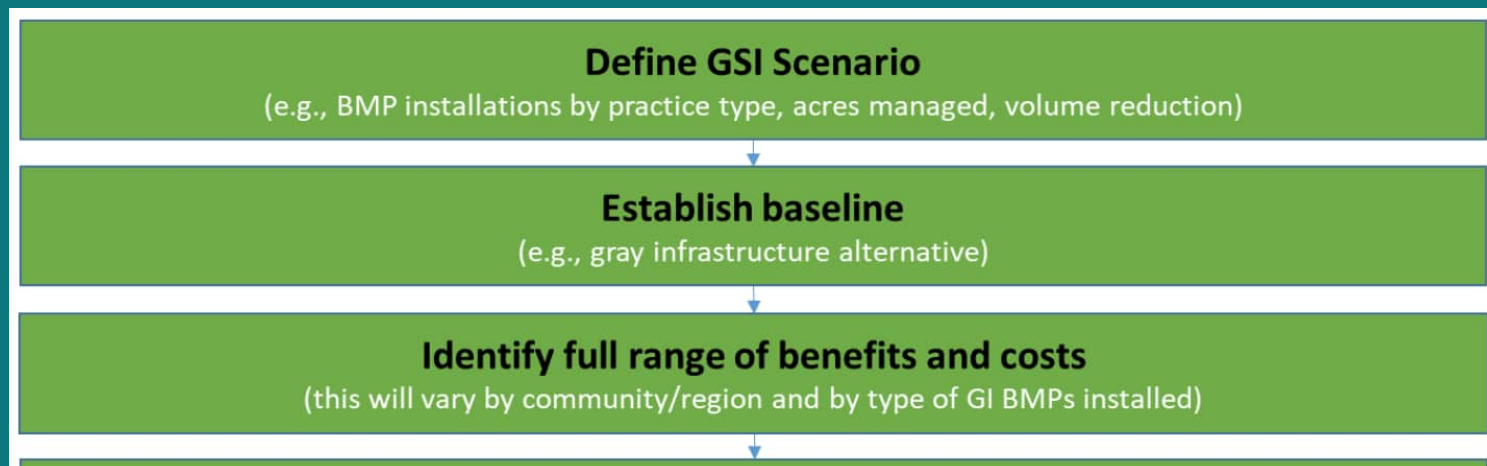 Define GSI Scenario
(e.g., BMP installations by practice type, acres managed, volume reduction)
Establish baseline
(e.g., gray infrastructure alternative)
Identify full range of benefits and costs
(this will vary by community/region and by type of GI BMPs installed)